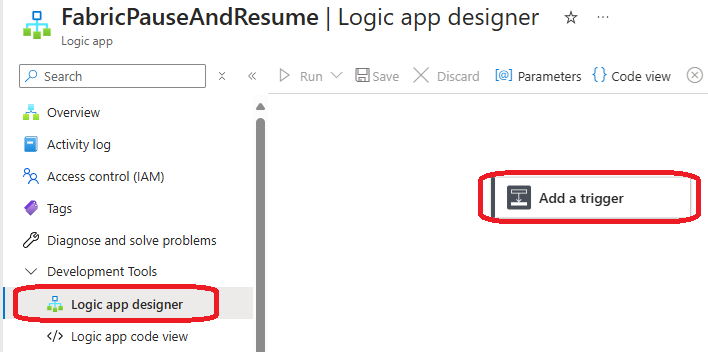 FabricPauseAndResume | Logic app designer
Logic app
Search
Run Save Discard Parameters Code view
Overview
Activity log
Access control (IAM)
Add a trigger
Tags
Diagnose and solve problems
Development Tools
Logic app designer
Logic app code view